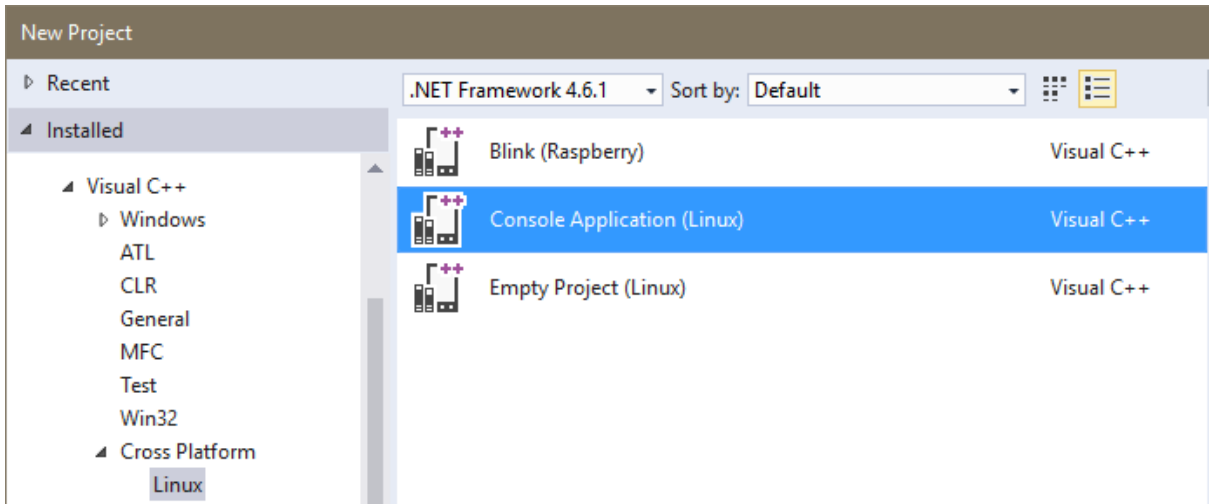 New Project
Recent
.NET Framework 4.6.1 Sort by: Default
Installed
Visual C++
Windows
ATL
CLR
General
MFC
Test
Win32
Cross Platform
Linux
Blink (Raspberry) Visual C++
Console Application (Linux) Visual C++
Empty Project (Linux) Visual C++